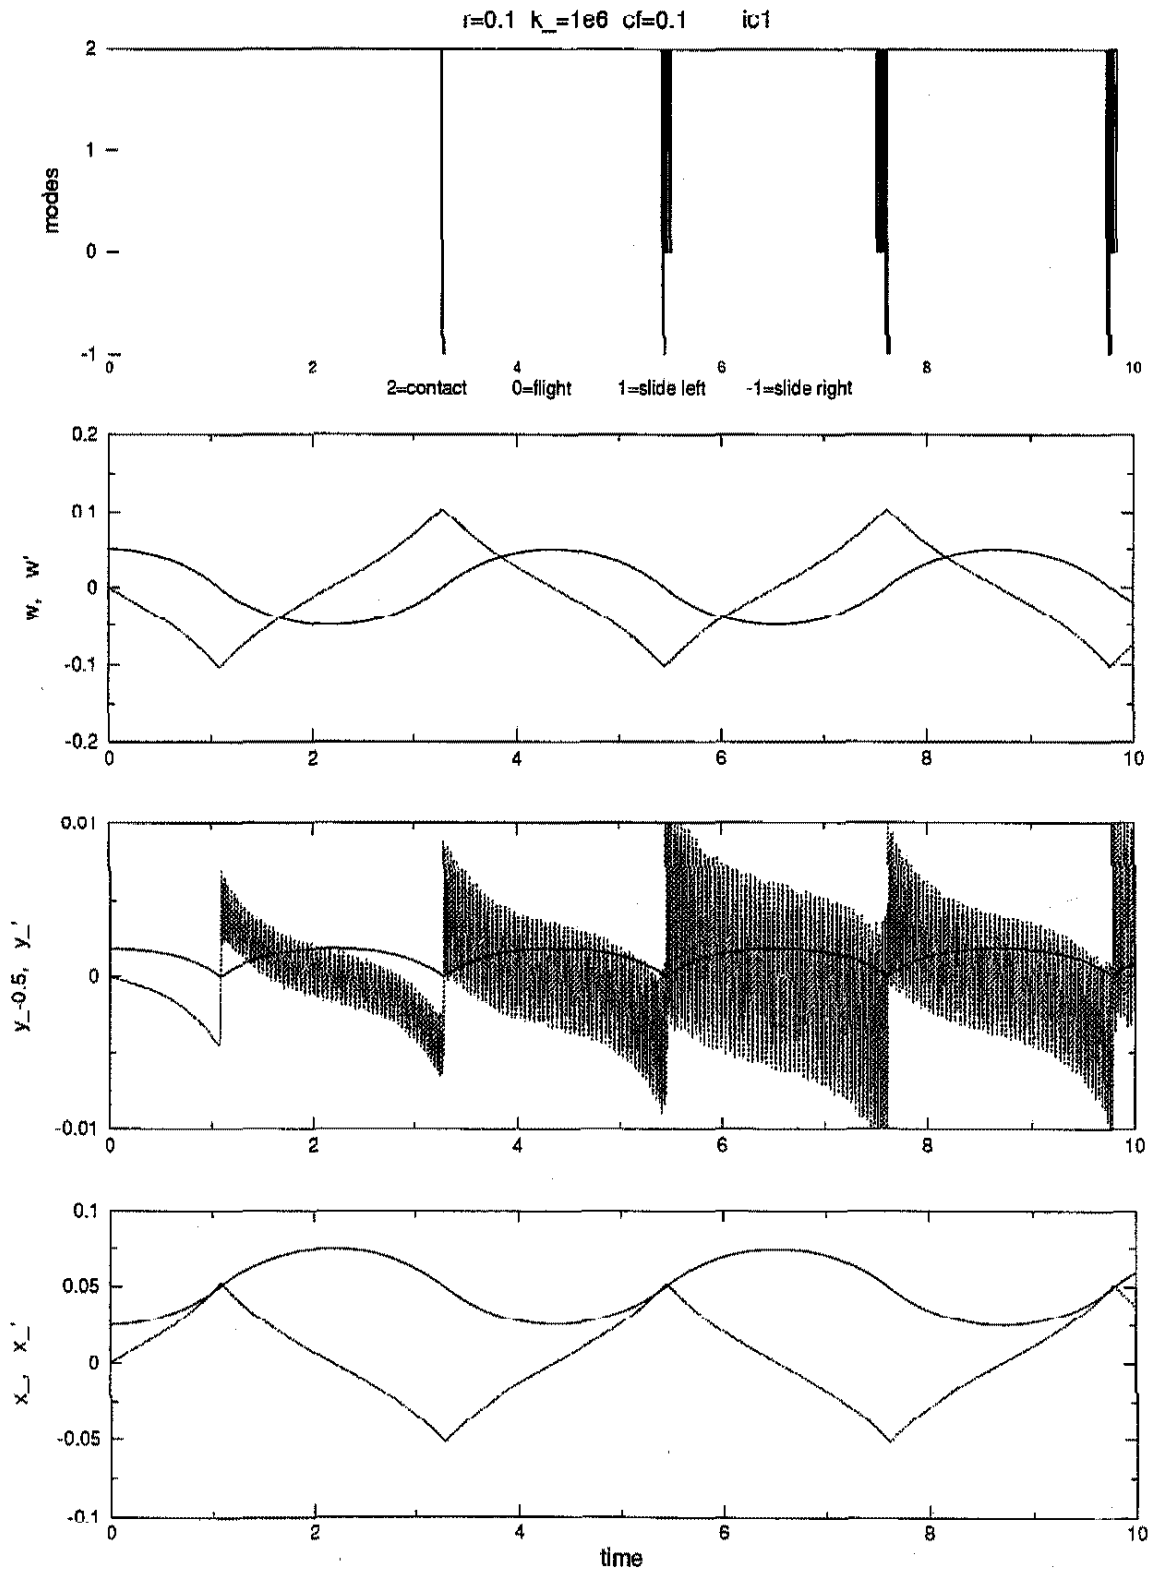 r=0.1 k_=1e6 cf=0.1 ic1
2
1
0
-1
modes
0 2 4 6 8 10
2=contact 0=flight 1=slide left -1=slide right
0.2
0.1
0
-0.1
-0.2
w, w'
0 2 4 6 8 10
0.01
0
-0.01
y_-0.5, y_'
0 2 4 6 8 10
0.1
0.05
0
-0.05
-0.1
x_, x_'
0 2 4 6 8 10
time